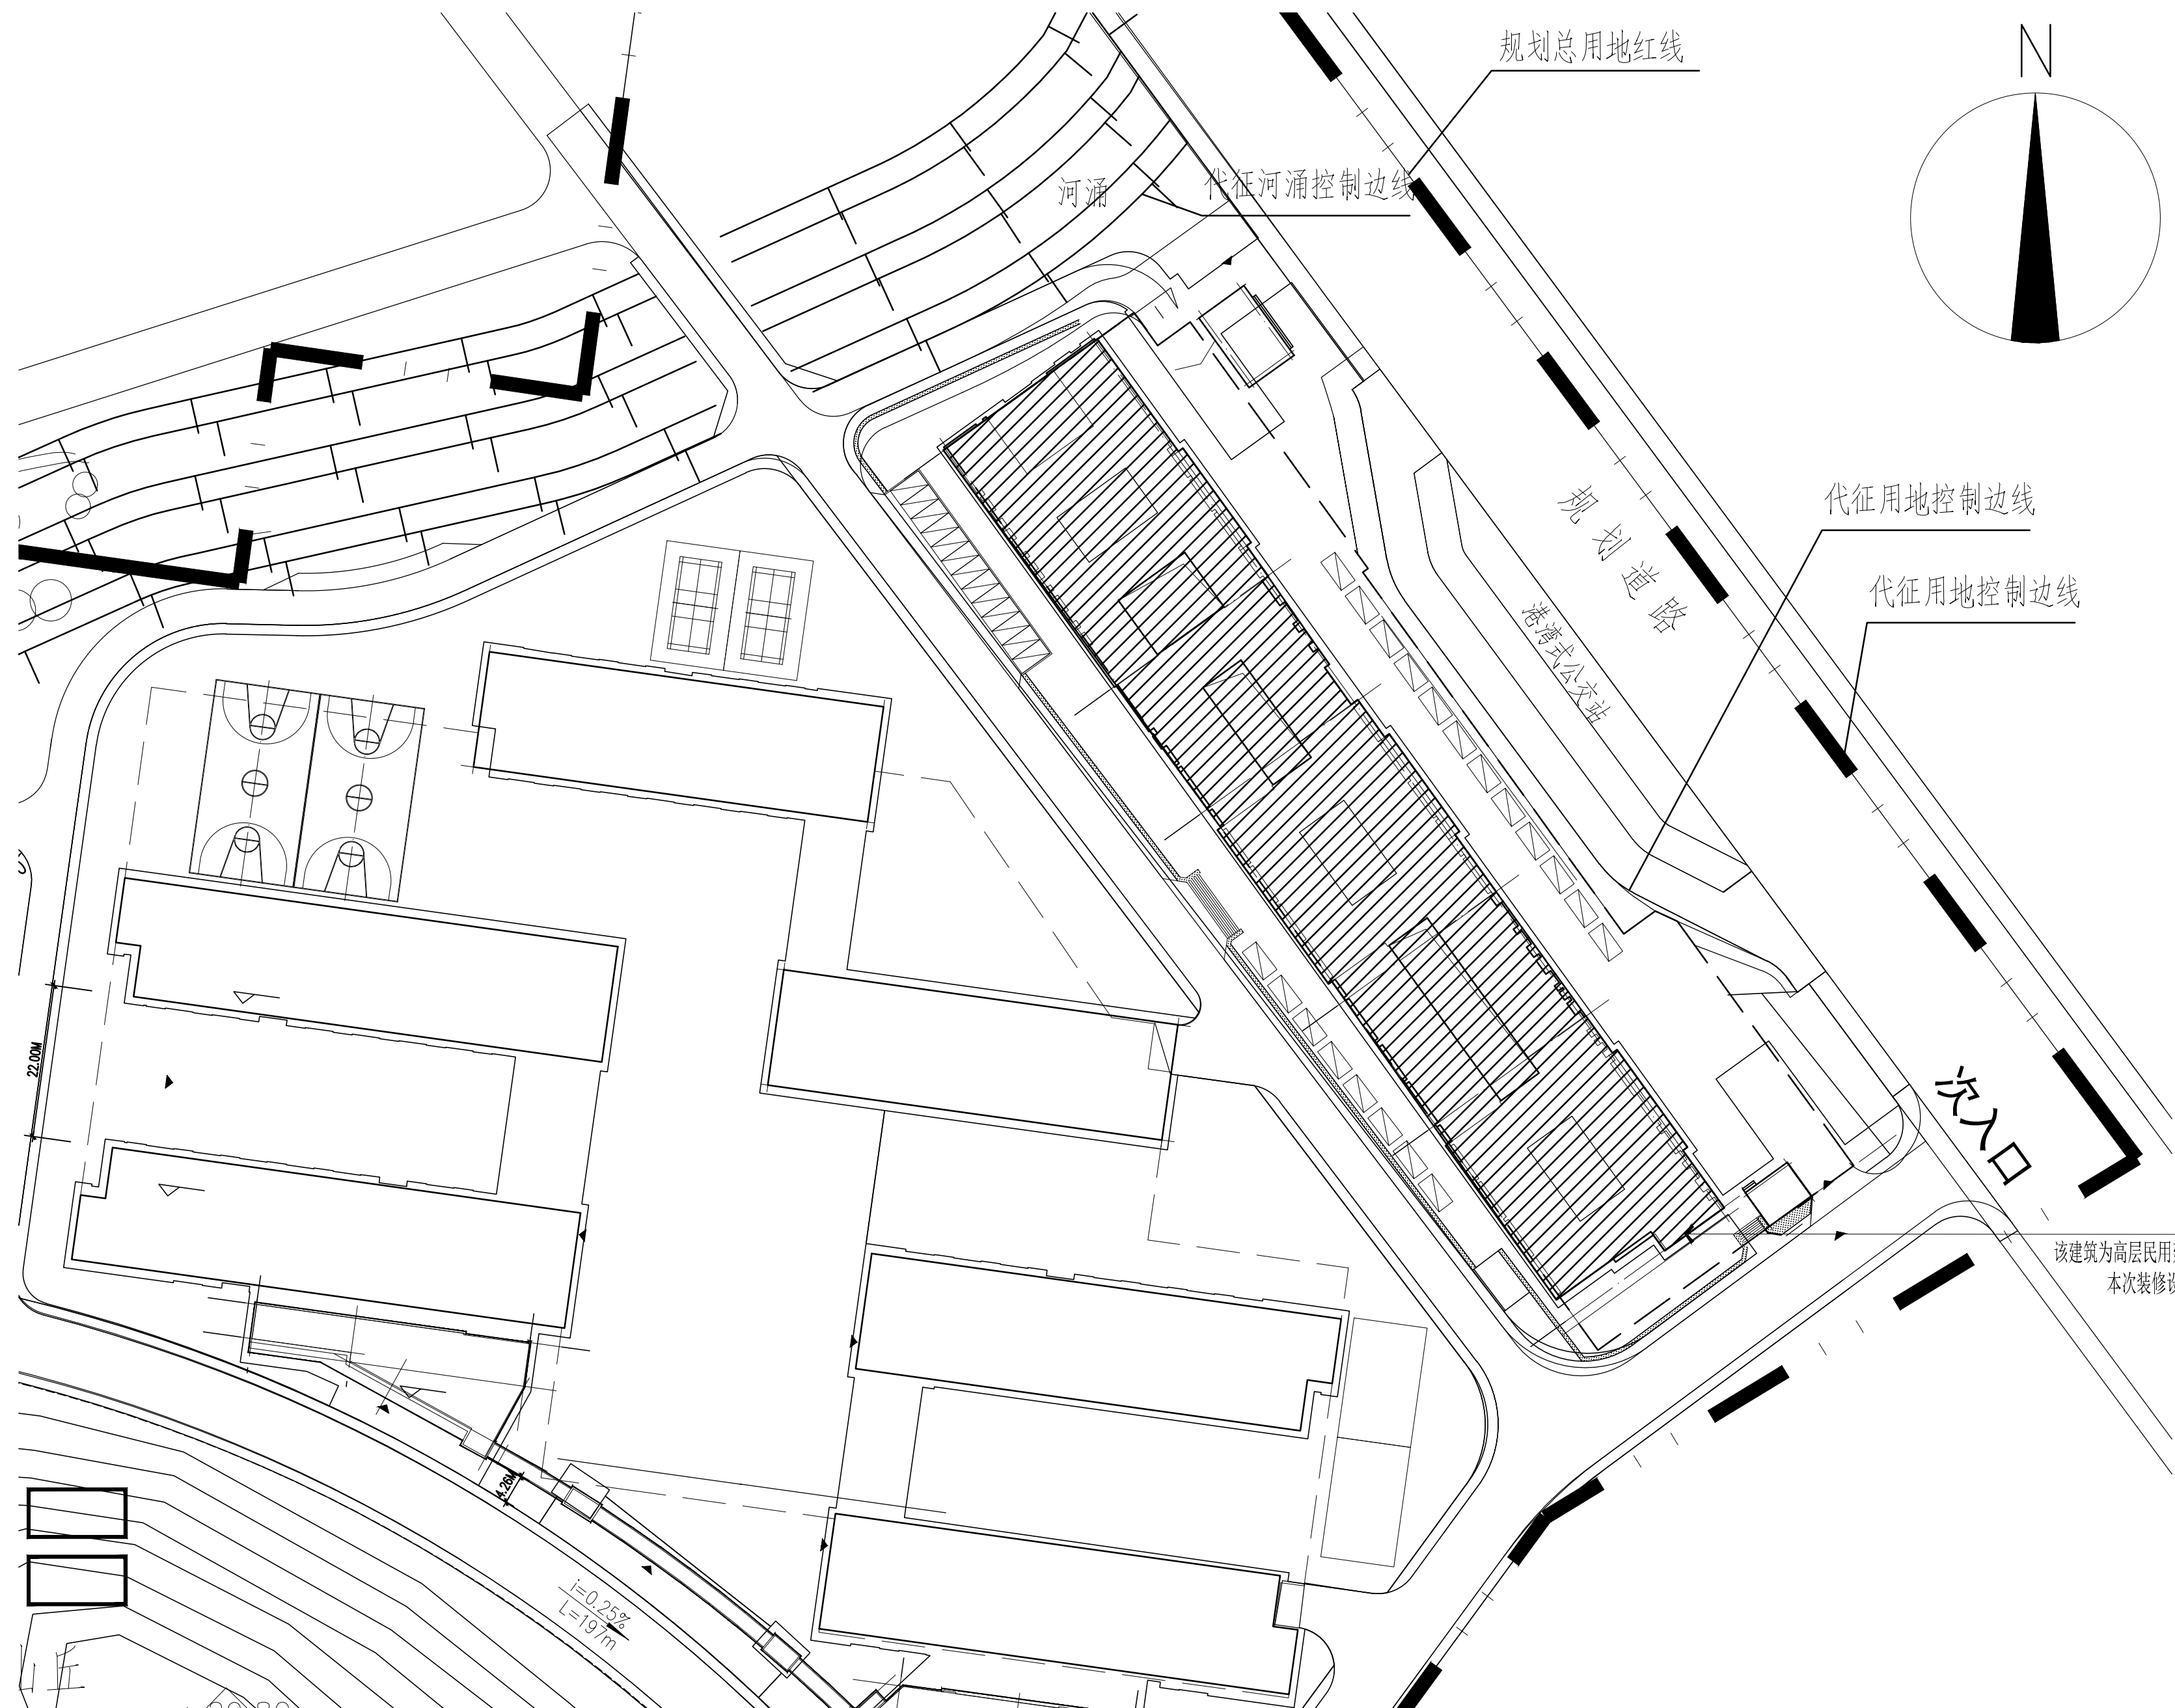 N
规划总用地红线
河涌
代征河涌控制边线
代征用地控制边线
规划道路
代征用地控制边线
港湾式公交站
22.00M
次入口
该建筑为高层民用
本次装修设
4.26M
i=0.25%
L=197m